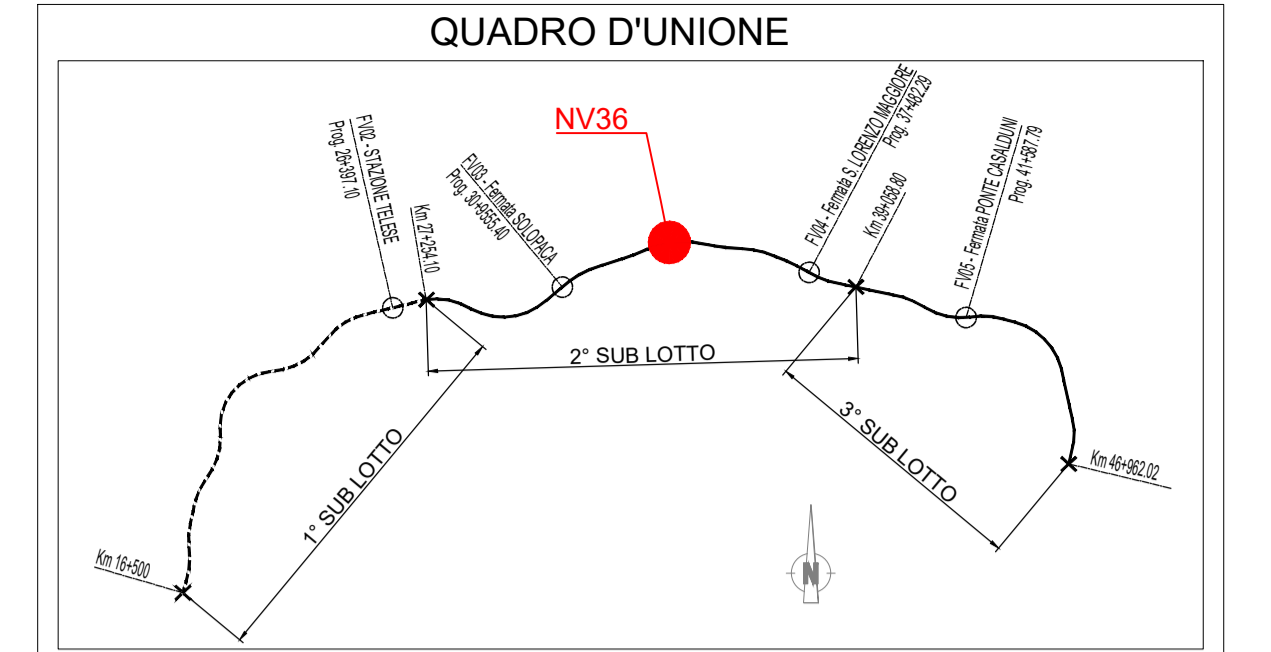 QUADRO D'UNIONE
NV36
FV02 - STAZIONE TELESE
Prog. 26+397.10
Km 27+254.10
FV03 - Fermata SOLOPACA
Prog. 30+9555.40
FV04 - Fermata S. LORENZO MAGGIORE
Prog. 37+482.29
Km 39+058.80
FV05 - Fermata PONTE CASALDUNI
Prog. 41+587.79
2° SUB LOTTO
1° SUB LOTTO
3° SUB LOTTO
Km 46+962.02
Km 16+500
N